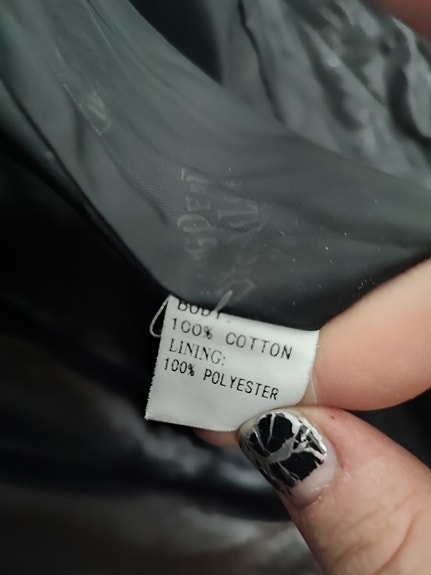 BODY:
100% COTTON
LINING:
100% POLYESTER